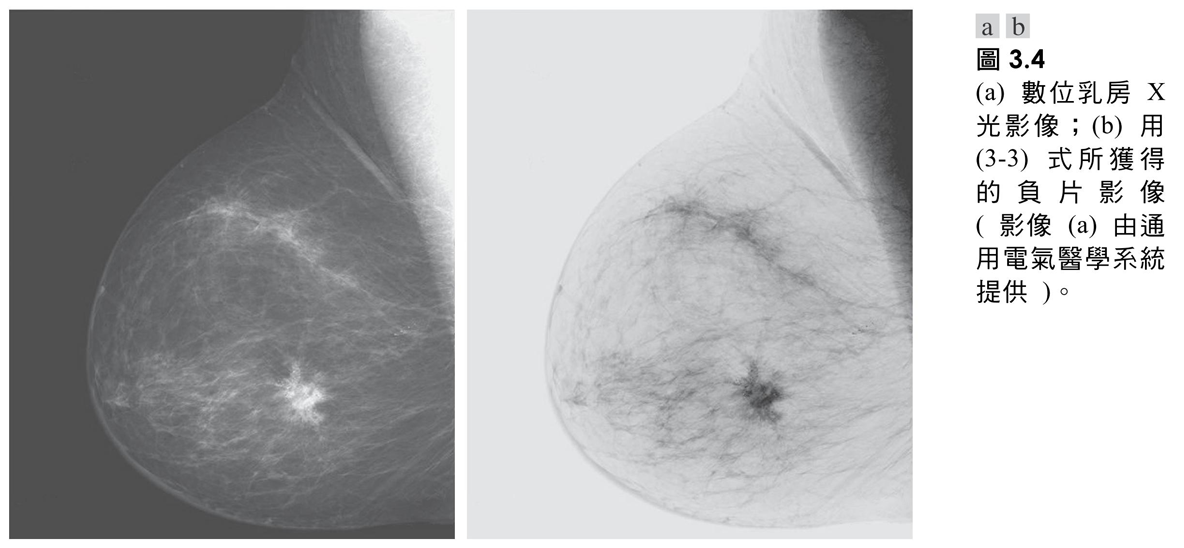 a b
圖 3.4
(a) 數位乳房 X
光影像；(b) 用
(3-3) 式所獲得
的負片影像
( 影像 (a) 由通
用電氣醫學系統
提供 )。